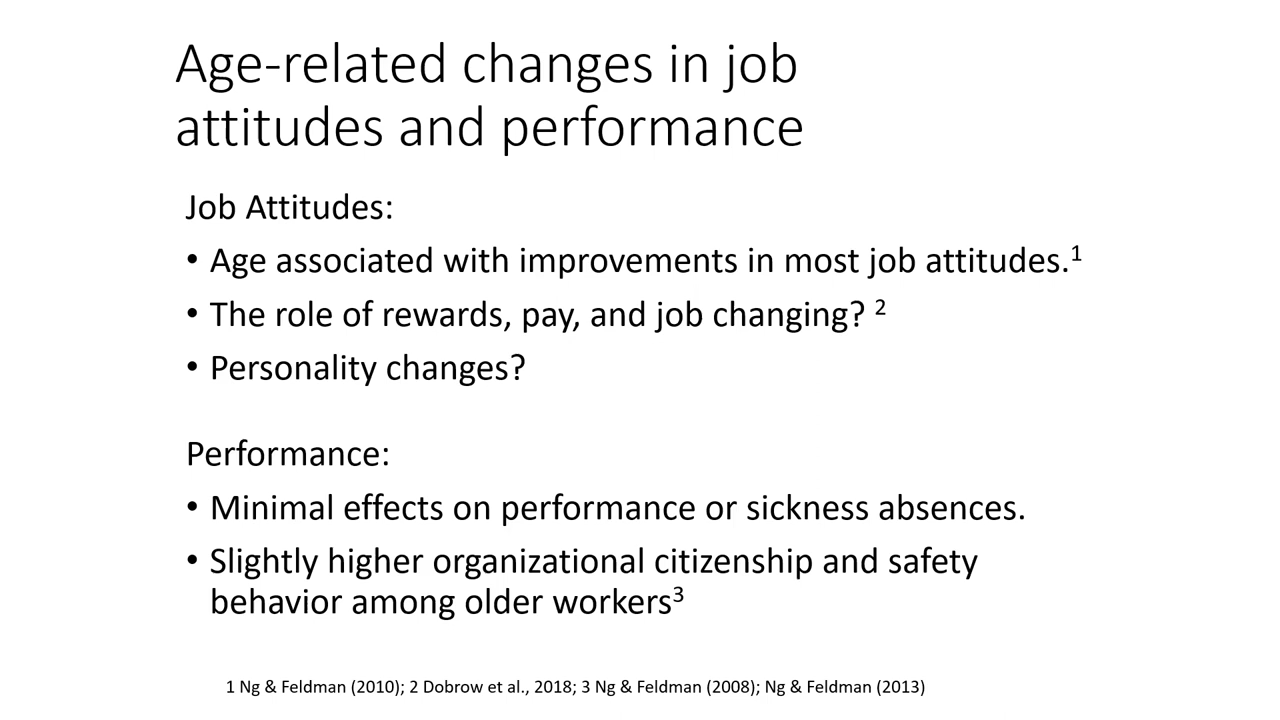 Age-related changes in job
attitudes and performance
Job Attitudes:
• Age associated with improvements in most job attitudes.¹
• The role of rewards, pay, and job changing? ²
• Personality changes?
Performance:
• Minimal effects on performance or sickness absences.
• Slightly higher organizational citizenship and safety
behavior among older workers³
1 Ng & Feldman (2010); 2 Dobrow et al., 2018; 3 Ng & Feldman (2008); Ng & Feldman (2013)